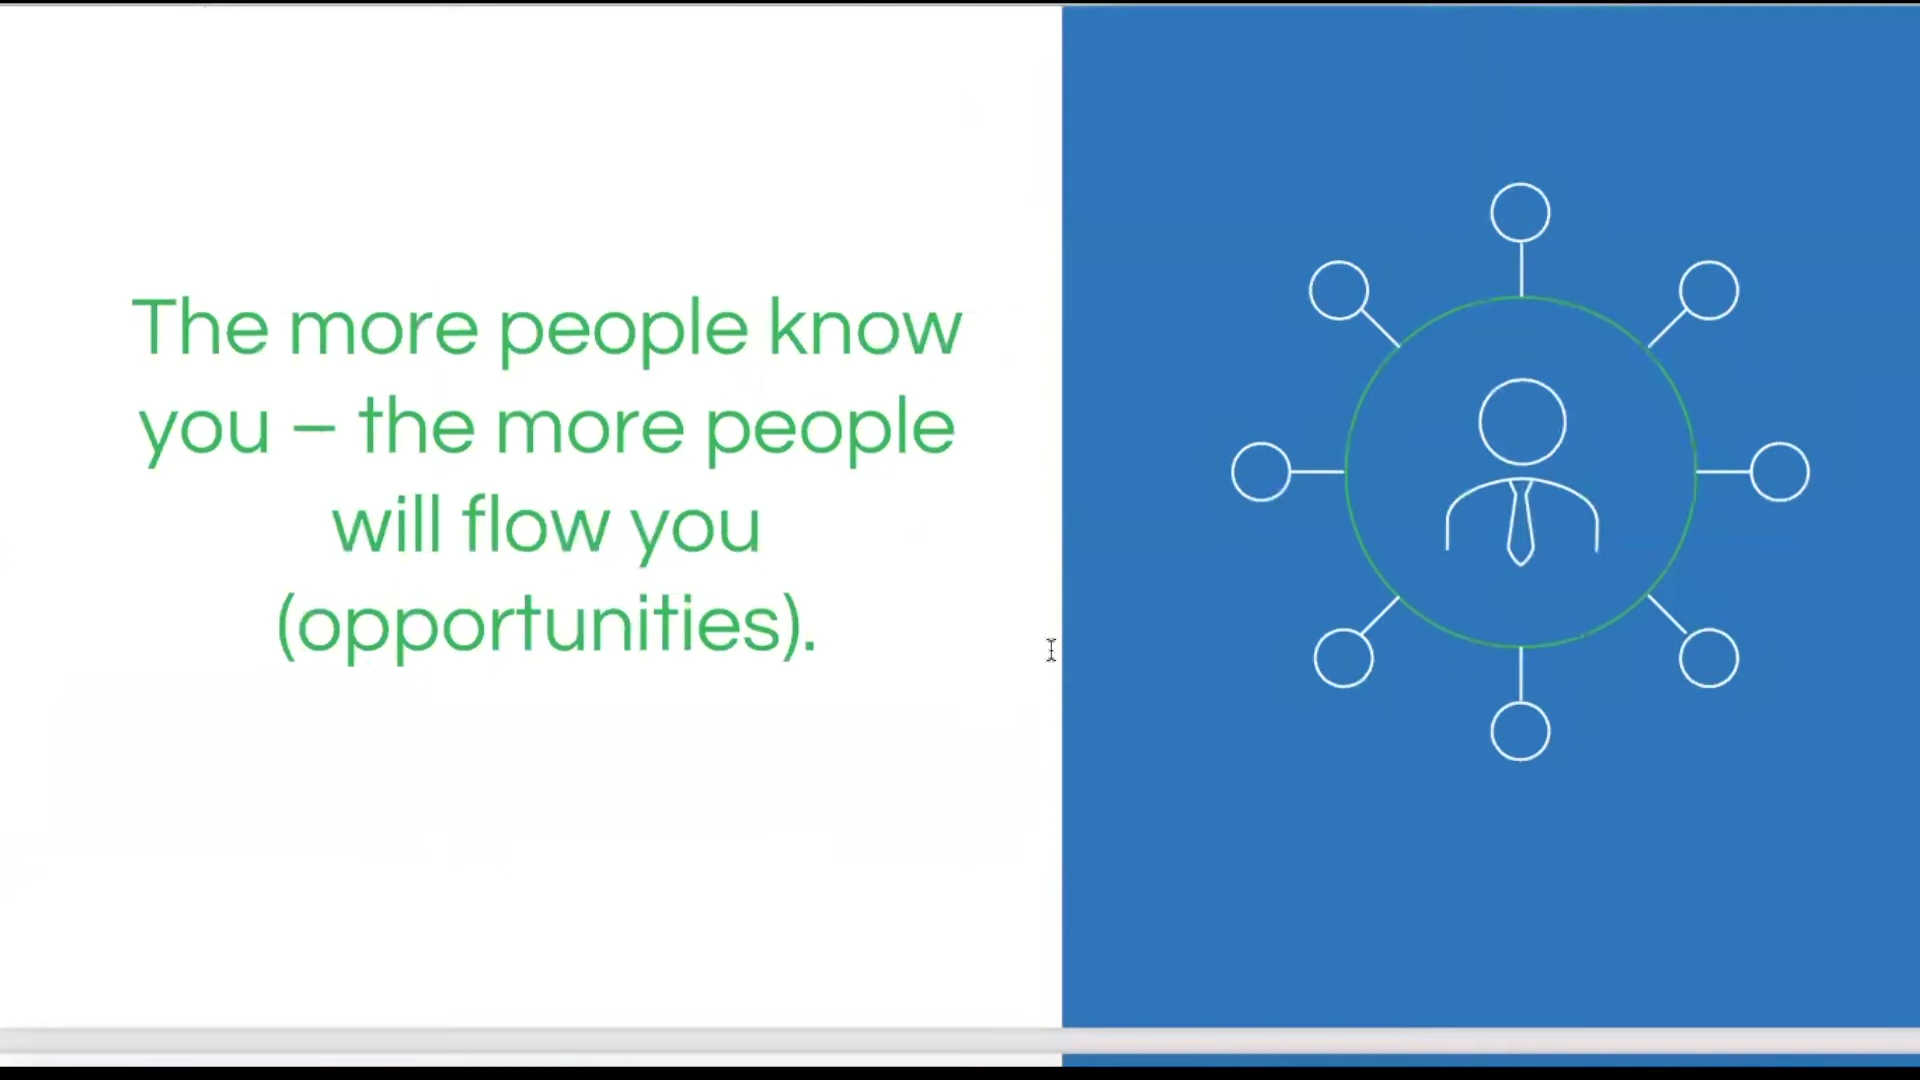 The more people know
you – the more people
will flow you
(opportunities).